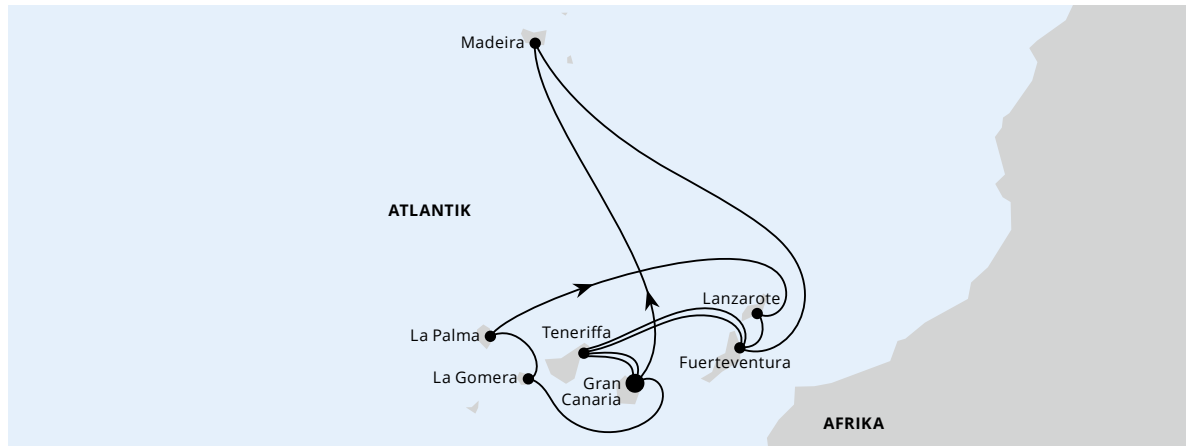 Madeira
ATLANTIK
Lanzarote
La Palma
Teneriffa
Fuerteventura
La Gomera
Gran
Canaria
AFRIKA